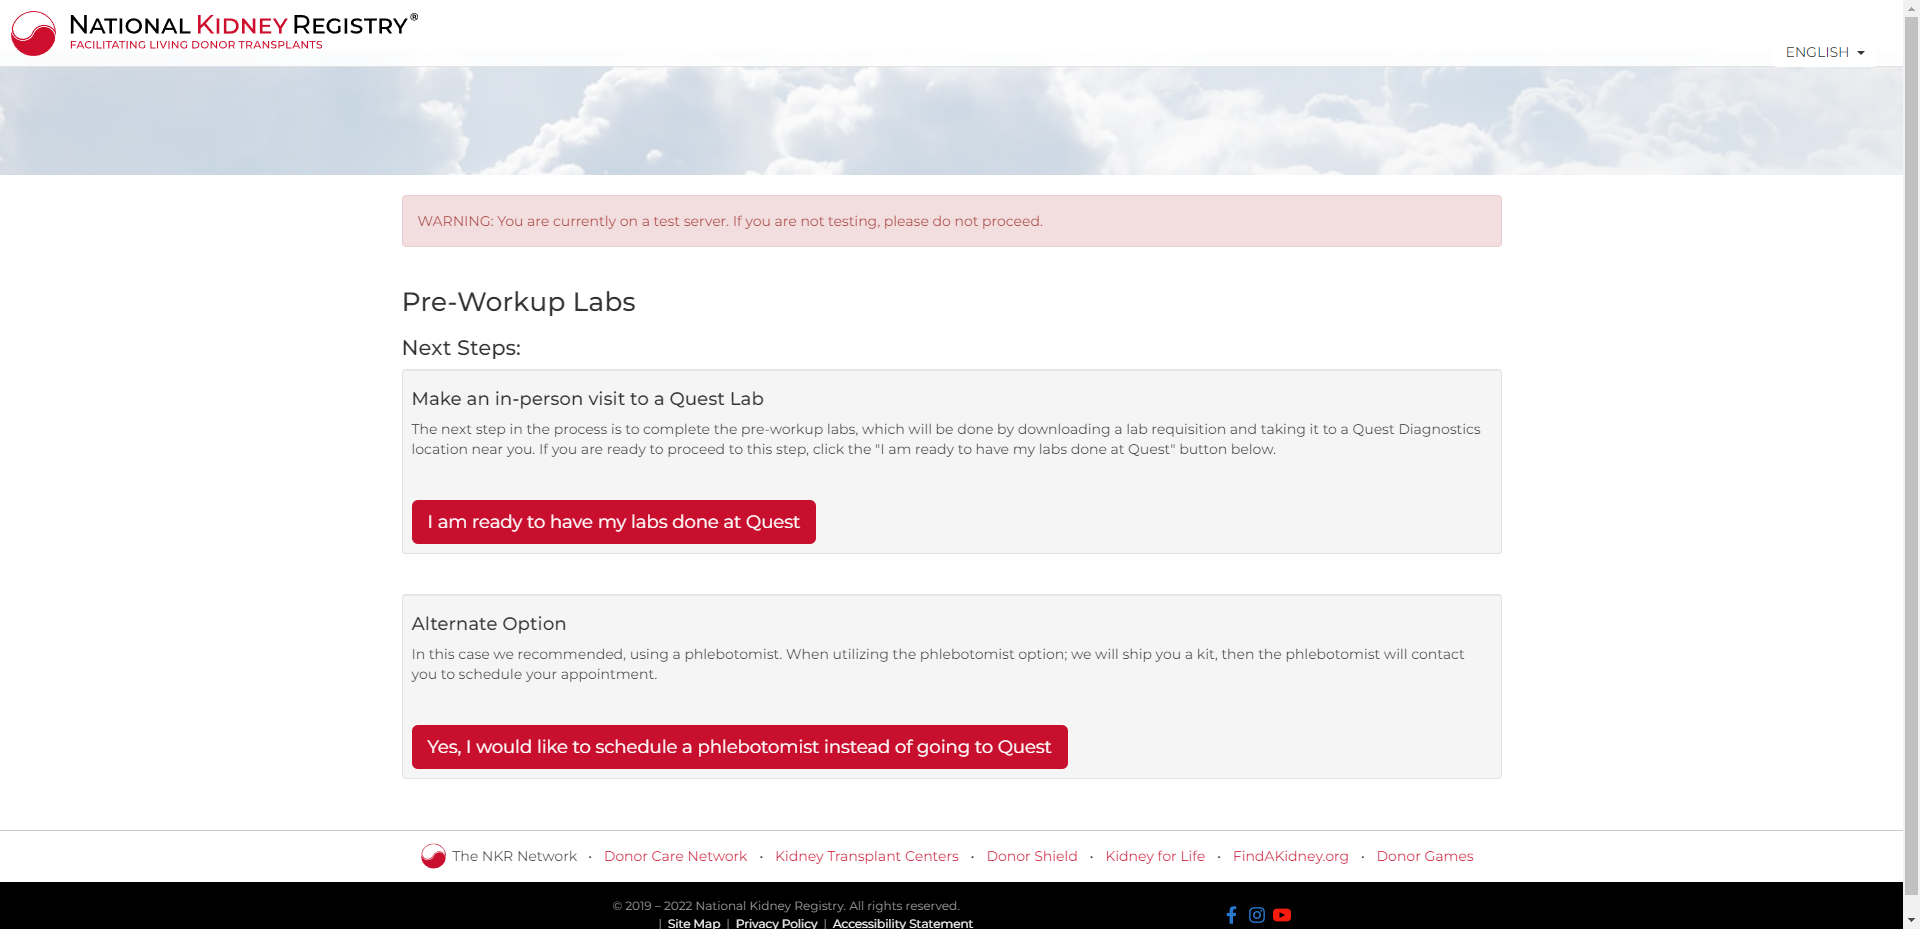 NATIONAL KIDNEY REGISTRY®
FACILITATING LIVING DONOR TRANSPLANTS
ENGLISH
WARNING: You are currently on a test server. If you are not testing, please do not proceed.
Pre-Workup Labs
Next Steps:
Make an in-person visit to a Quest Lab
The next step in the process is to complete the pre-workup labs, which will be done by downloading a lab requisition and taking it to a Quest Diagnostics
location near you. If you are ready to proceed to this step, click the "I am ready to have my labs done at Quest" button below.
I am ready to have my labs done at Quest
Alternate Option
In this case we recommended, using a phlebotomist. When utilizing the phlebotomist option; we will ship you a kit, then the phlebotomist will contact
you to schedule your appointment.
Yes, I would like to schedule a phlebotomist instead of going to Quest
The NKR Network · Donor Care Network · Kidney Transplant Centers · Donor Shield · Kidney for Life · FindAKidney.org · Donor Games
© 2019 – 2022 National Kidney Registry. All rights reserved.
| Site Map | Privacy Policy | Accessibility Statement